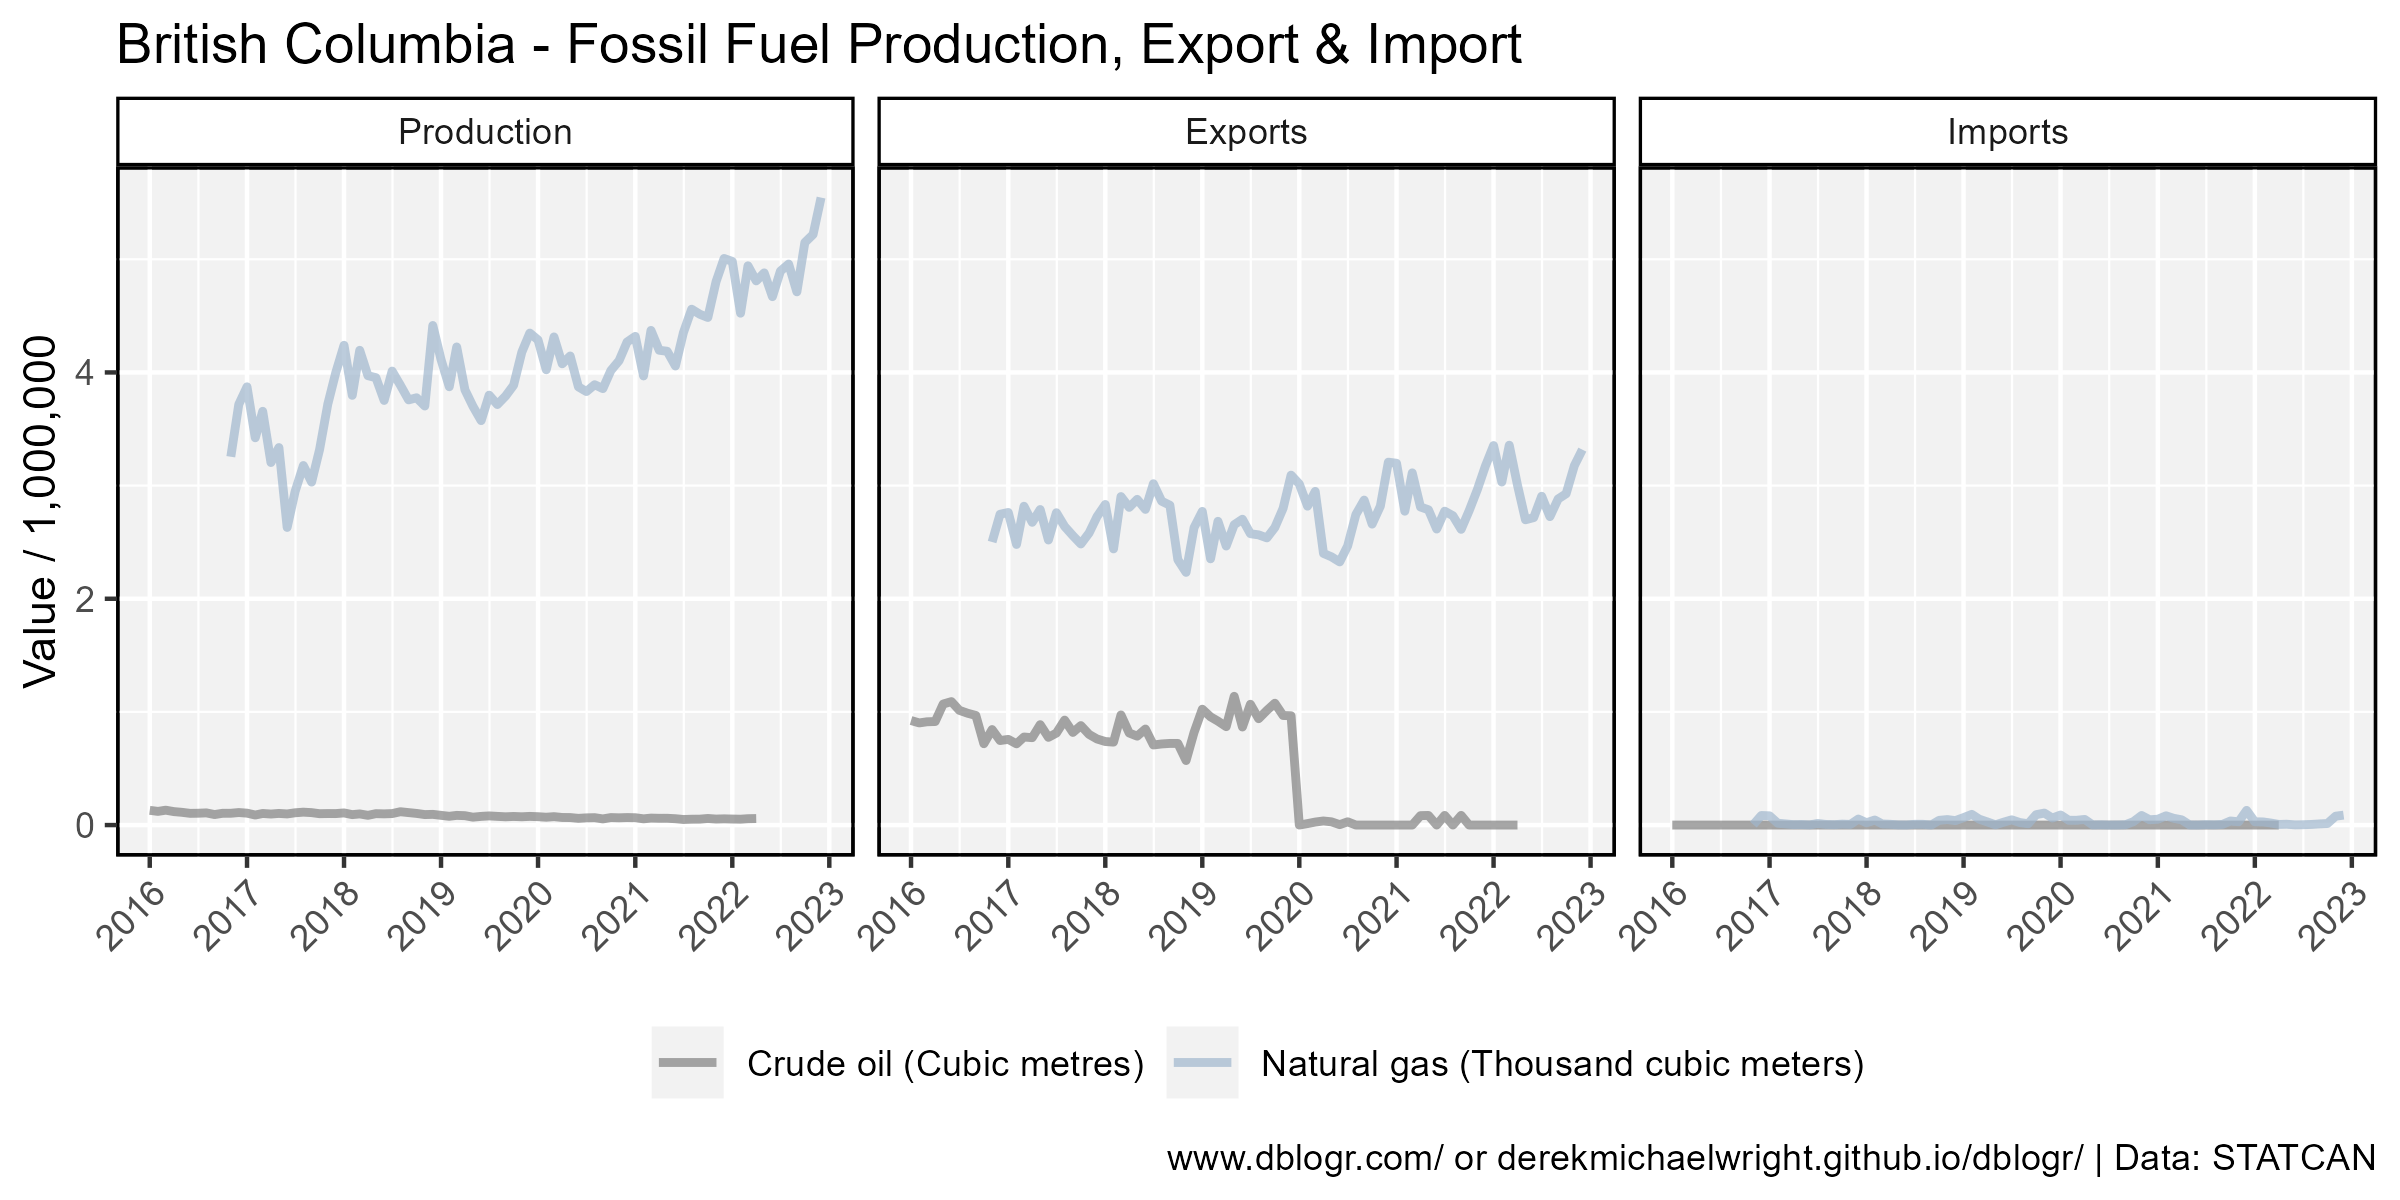 British Columbia - Fossil Fuel Production, Export & Import
Production
Exports
Imports
Value / 1,000,000
4
2
0
2016 2017 2018 2019 2020 2021 2022 2023
2016 2017 2018 2019 2020 2021 2022 2023
2016 2017 2018 2019 2020 2021 2022 2023
Crude oil (Cubic metres)
Natural gas (Thousand cubic meters)
www.dblogr.com/ or derekmichaelwright.github.io/dblogr/ | Data: STATCAN